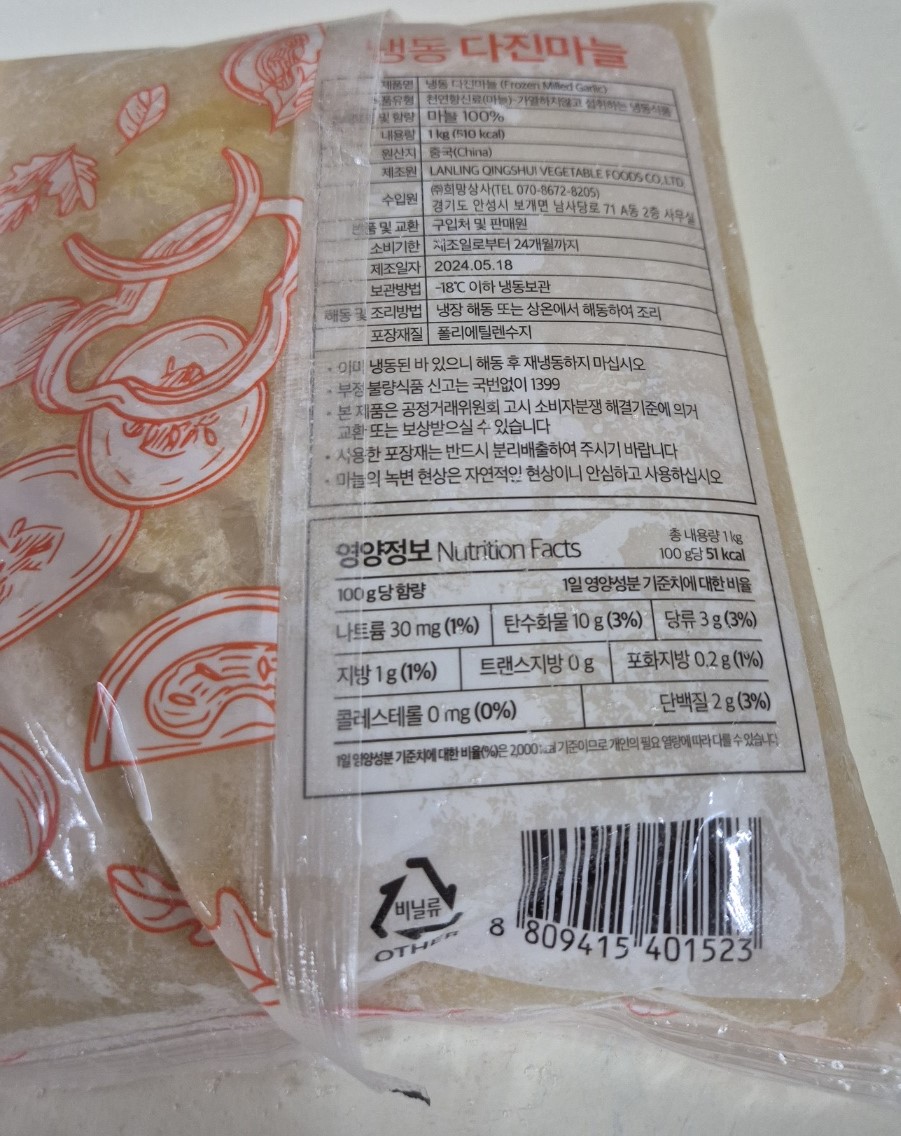 냉동 다진마늘
제품명 냉동 다진마늘 (Frozen Milled Garlic)
품유형 천연향신료(마늘)-가열하지않고 섭취하는 냉동식품
및 함량 마늘 100%
내용량 1 kg (510 kcal)
원산지 중국(China)
제조원 LANLING QINGSHUI VEGETABLE FOODS CO.,LTD
수입원 ㈜희망상사(TEL 070-8672-8205)
경기도 안성시 보개면 남사당로 71 A동 2층 사무실
반품 및 교환 구입처 및 판매원
소비기한 제조일로부터 24개월까지
제조일자 2024.05.18
보관방법 -18℃ 이하 냉동보관
해동 및 조리방법 냉장 해동 또는 상온에서 해동하여 조리
포장재질 폴리에틸렌수지
• 이미 냉동된 바 있으니 해동 후 재냉동하지 마십시오
• 부정 불량식품 신고는 국번없이 1399
• 본 제품은 공정거래위원회 고시 소비자분쟁 해결기준에 의거
교환 또는 보상받으실 수 있습니다
• 사용한 포장재는 반드시 분리배출하여 주시기 바랍니다
• 마늘의 녹변 현상은 자연적인 현상이니 안심하고 사용하십시오
영양정보 Nutrition Facts
총 내용량 1 kg
100 g당 51 kcal
100 g당 함량 1일 영양성분 기준치에 대한 비율
나트륨 30 mg (1%) 탄수화물 10 g (3%) 당류 3 g (3%)
지방 1 g (1%) 트랜스지방 0 g 포화지방 0.2 g (1%)
콜레스테롤 0 mg (0%) 단백질 2 g (3%)
1일 영양성분 기준치에 대한 비율(%)은 2,000 kcal 기준이므로 개인의 필요 열량에 따라 다를 수 있습니다
비닐류
OTHER
8 809415 401523